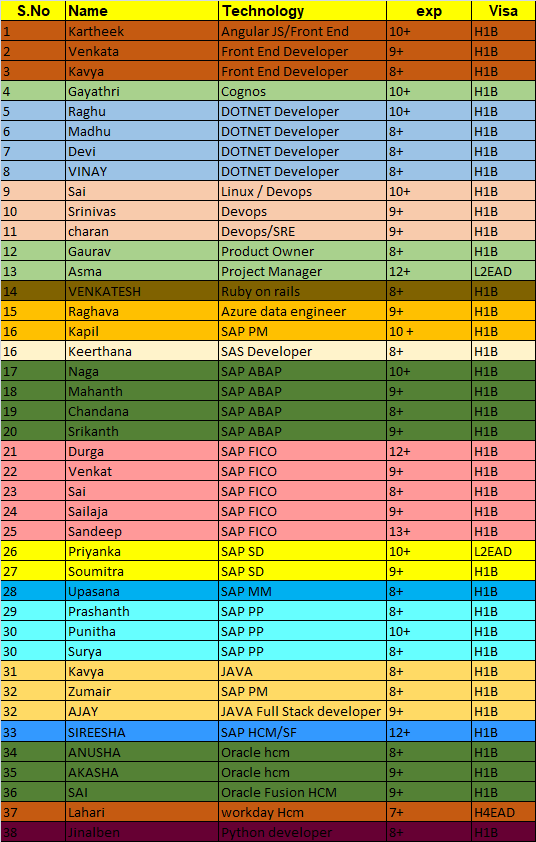 S.No Name Technology exp Visa
1 Kartheek Angular JS/Front End 10+ H1B
2 Venkata Front End Developer 9+ H1B
3 Kavya Front End Developer 8+ H1B
4 Gayathri Cognos 10+ H1B
5 Raghu DOTNET Developer 10+ H1B
6 Madhu DOTNET Developer 8+ H1B
7 Devi DOTNET Developer 8+ H1B
8 VINAY DOTNET Developer 8+ H1B
9 Sai Linux / Devops 10+ H1B
10 Srinivas Devops 9+ H1B
11 charan Devops/SRE 9+ H1B
12 Gaurav Product Owner 8+ H1B
13 Asma Project Manager 12+ L2EAD
14 VENKATESH Ruby on rails 8+ H1B
15 Raghava Azure data engineer 9+ H1B
16 Kapil SAP PM 10 + H1B
16 Keerthana SAS Developer 8+ H1B
17 Naga SAP ABAP 10+ H1B
18 Mahanth SAP ABAP 9+ H1B
19 Chandana SAP ABAP 8+ H1B
20 Srikanth SAP ABAP 9+ H1B
21 Durga SAP FICO 12+ H1B
22 Venkat SAP FICO 9+ H1B
23 Sai SAP FICO 8+ H1B
24 Sailaja SAP FICO 9+ H1B
25 Sandeep SAP FICO 13+ H1B
26 Priyanka SAP SD 10+ L2EAD
27 Soumitra SAP SD 9+ H1B
28 Upasana SAP MM 8+ H1B
29 Prashanth SAP PP 8+ H1B
30 Punitha SAP PP 10+ H1B
30 Surya SAP PP 8+ H1B
31 Kavya JAVA 8+ H1B
32 Zumair SAP PM 8+ H1B
32 AJAY JAVA Full Stack developer 9+ H1B
33 SIREESHA SAP HCM/SF 12+ H1B
34 ANUSHA Oracle hcm 8+ H1B
35 AKASHA Oracle hcm 9+ H1B
36 SAI Oracle Fusion HCM 9+ H1B
37 Lahari workday Hcm 7+ H4EAD
38 Jinalben Python developer 8+ H1B